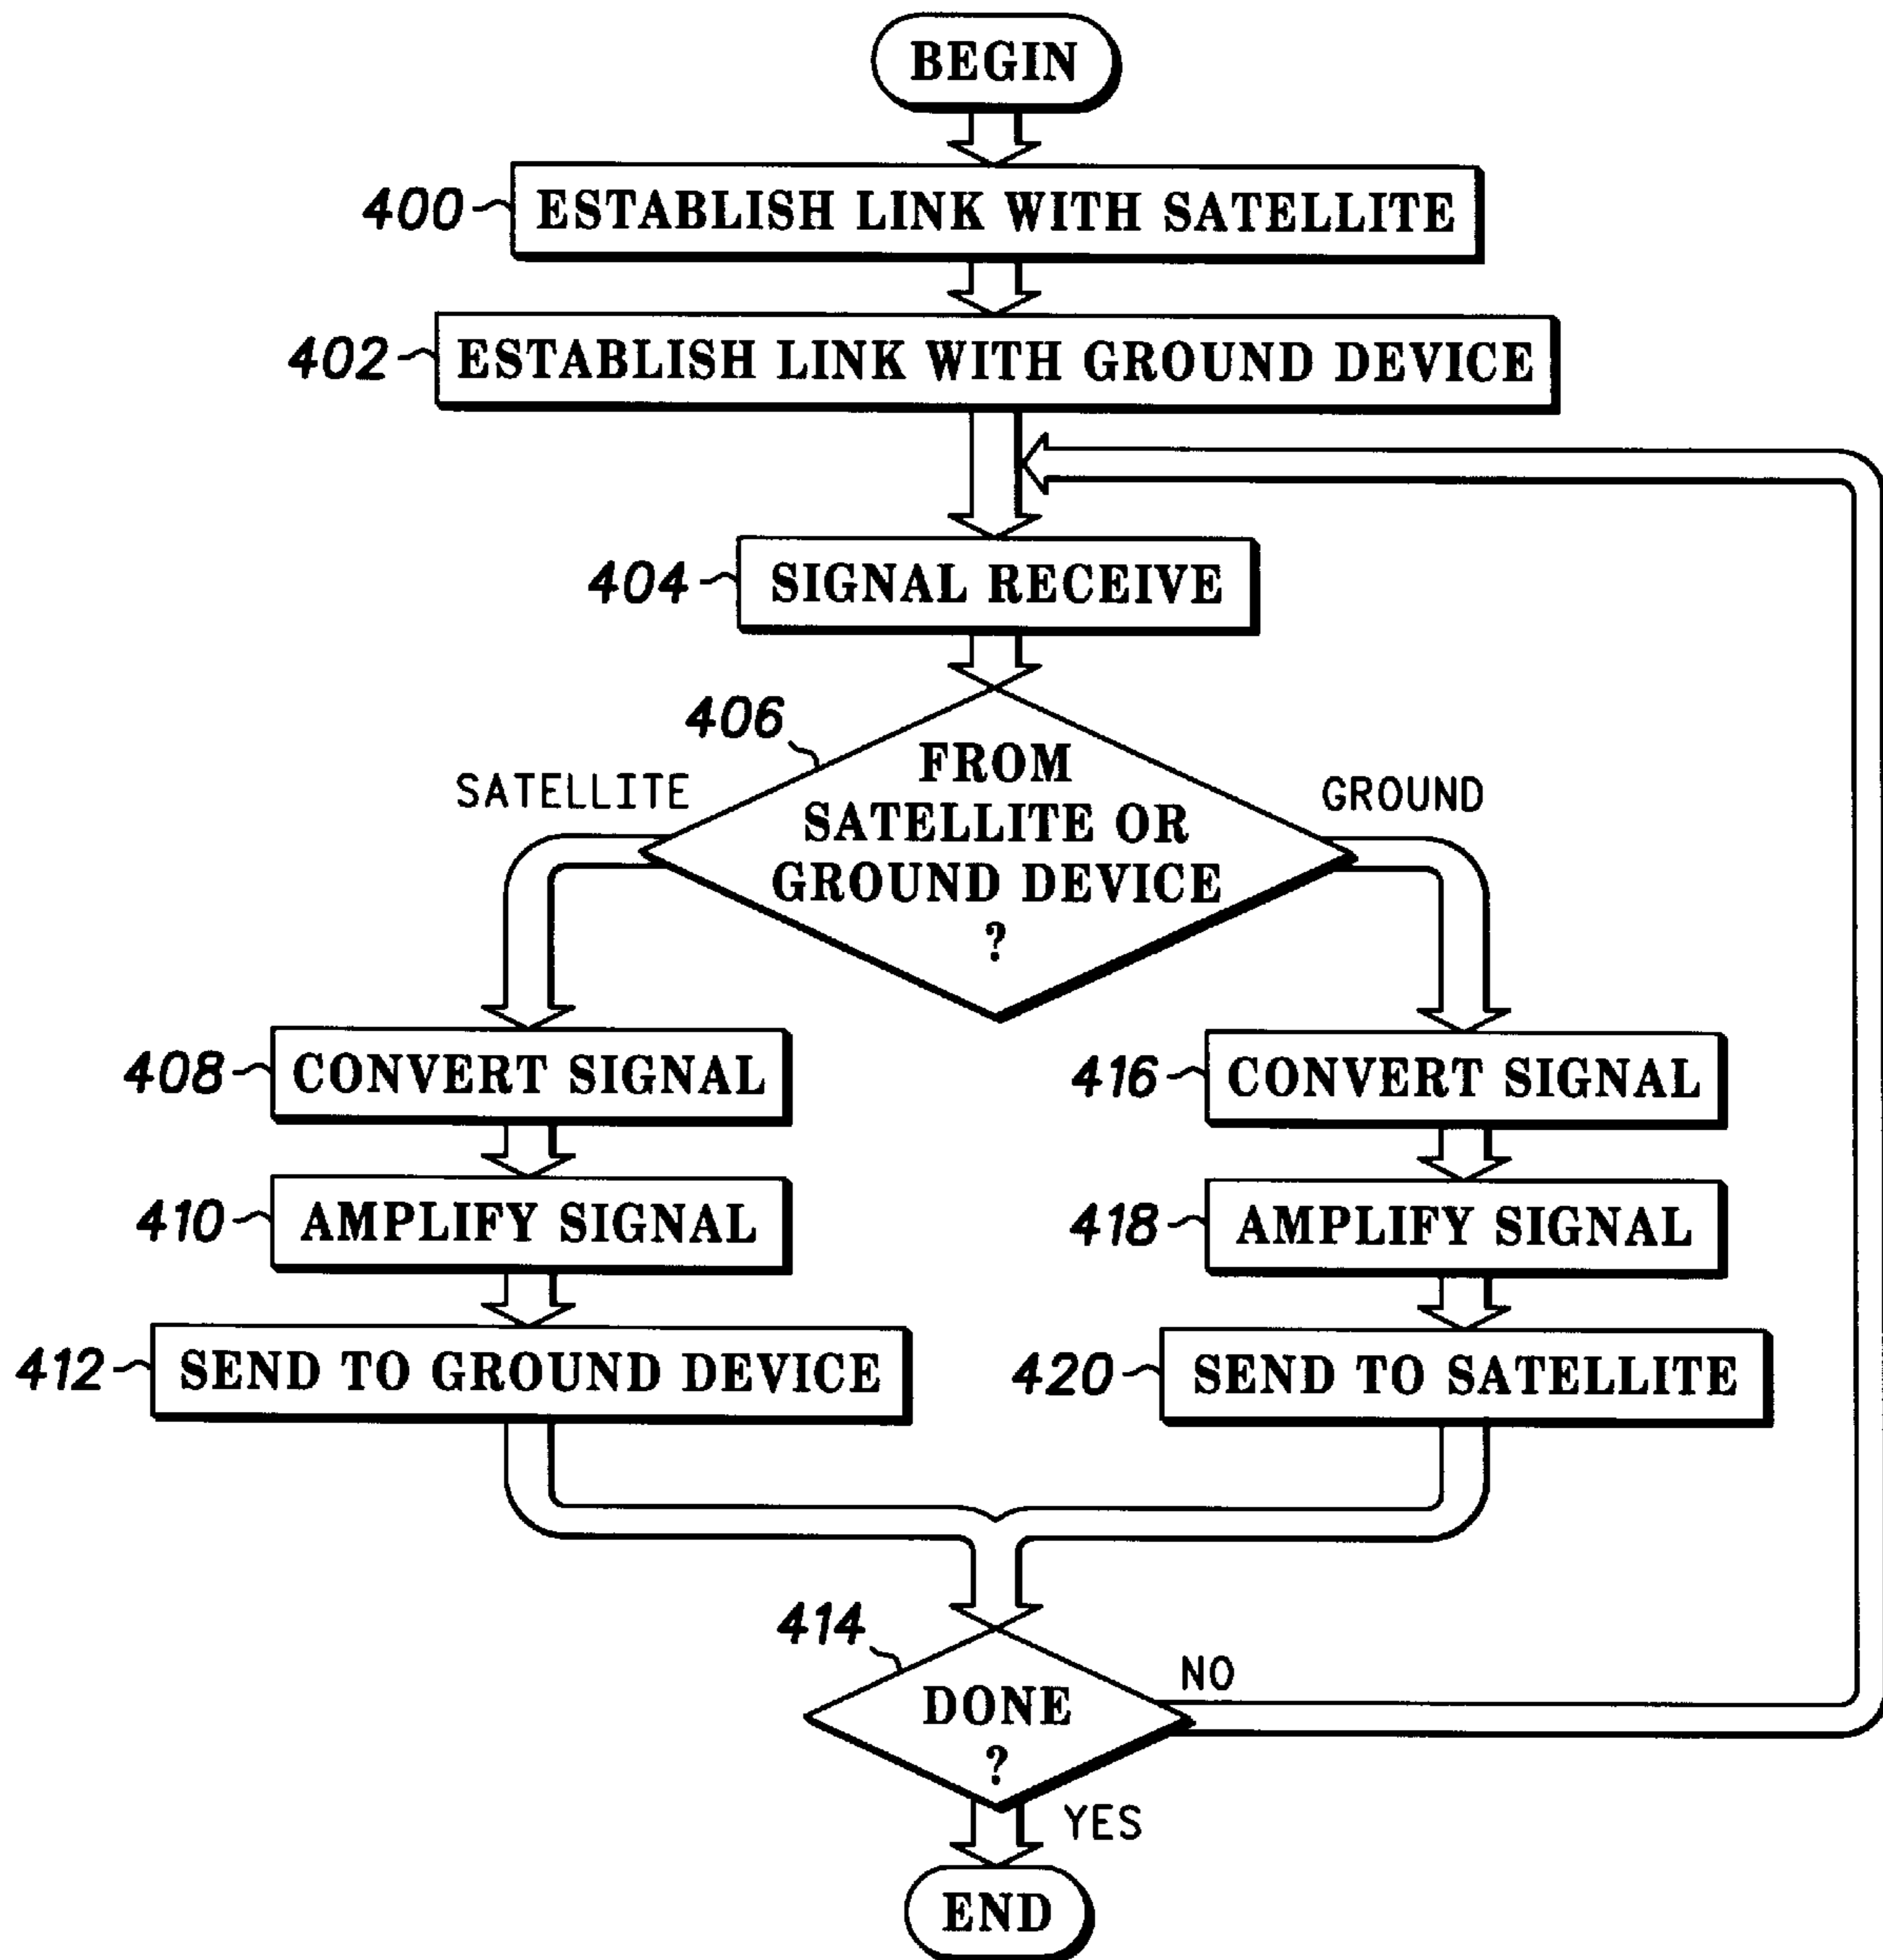 BEGIN
400 ESTABLISH LINK WITH SATELLITE
402 ESTABLISH LINK WITH GROUND DEVICE
404 SIGNAL RECEIVE
406
FROM
SATELLITE OR
GROUND DEVICE
?
SATELLITE
GROUND
408 CONVERT SIGNAL
410 AMPLIFY SIGNAL
412 SEND TO GROUND DEVICE
416 CONVERT SIGNAL
418 AMPLIFY SIGNAL
420 SEND TO SATELLITE
414
DONE
?
NO
YES
END